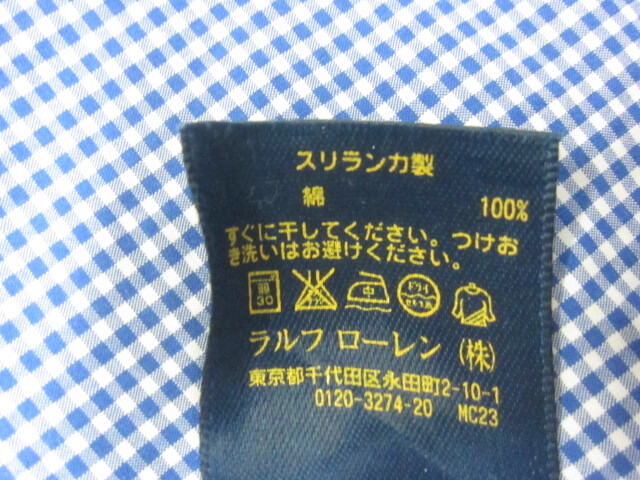 スリランカ製
綿 100%
すぐに干してください。つけお
き洗いはお避けください。
30 中 ドライ
ラルフ ローレン (株)
東京都千代田区永田町2-10-1
0120-3274-20 MC23